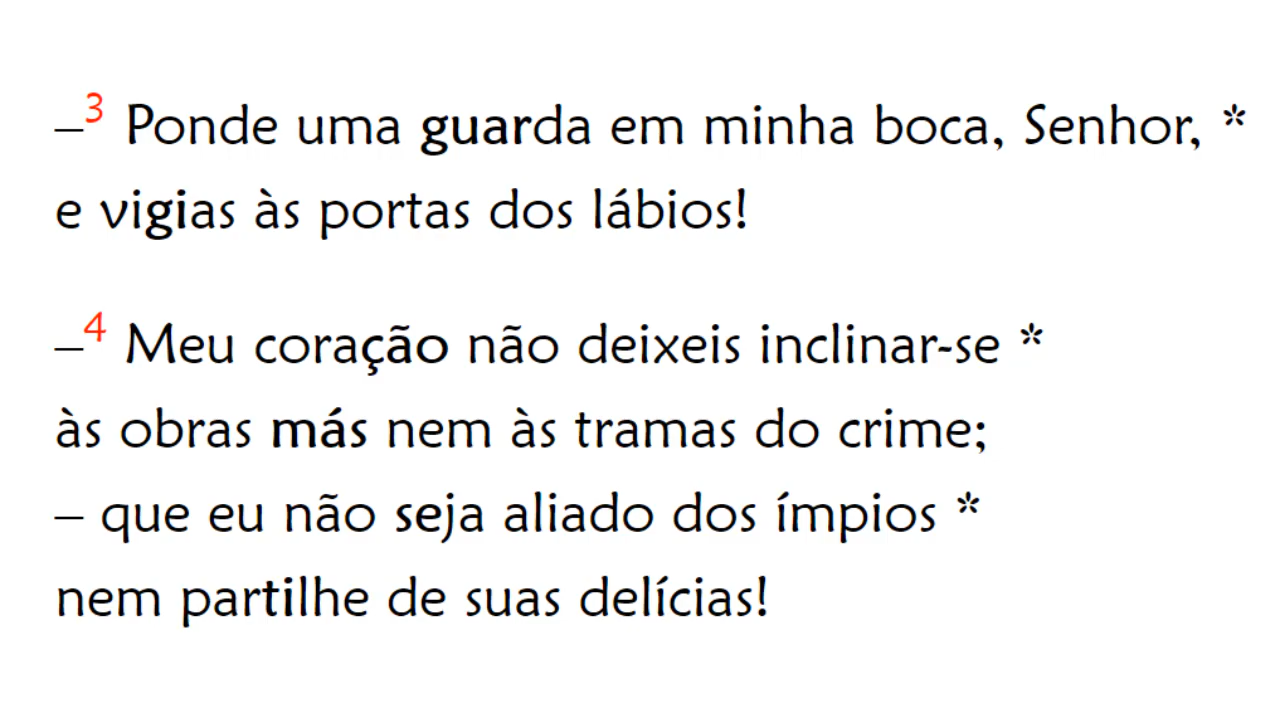 –3 Ponde uma guarda em minha boca, Senhor, *
e vigias às portas dos lábios!
–4 Meu coração não deixeis inclinar-se *
às obras más nem às tramas do crime;
– que eu não seja aliado dos ímpios *
nem partilhe de suas delícias!